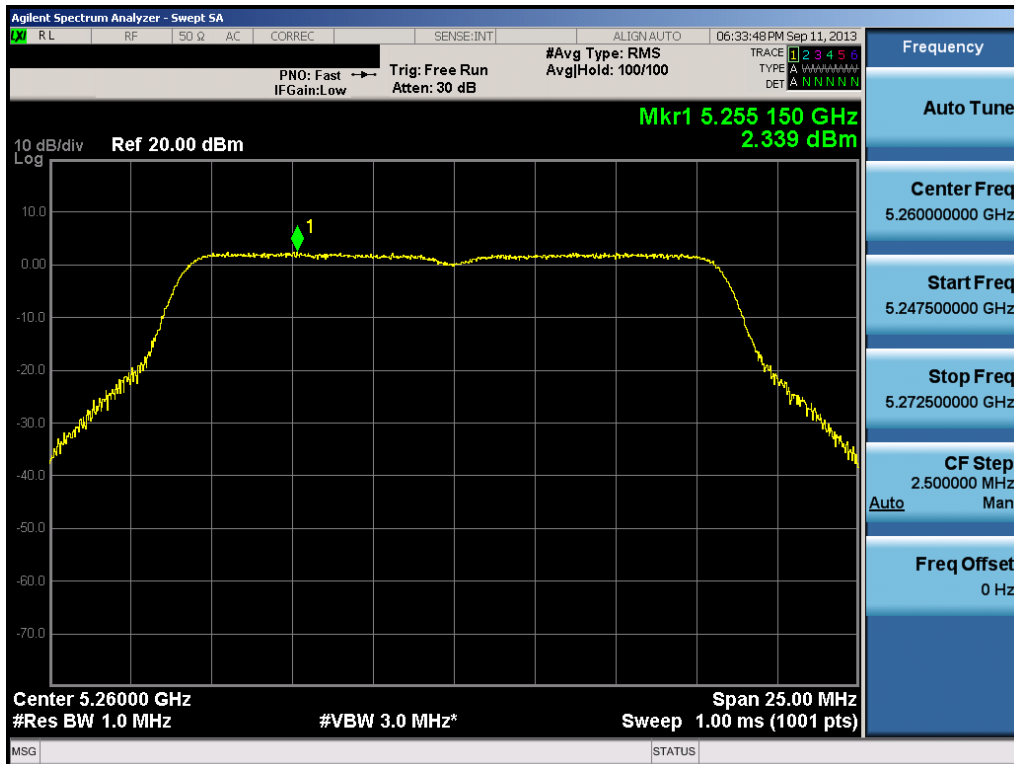 Agilent Spectrum Analyzer - Swept SA
LXI RL RF 50 Ω AC CORREC SENSE:INT ALIGN AUTO 06:33:48 PM Sep 11, 2013
PNO: Fast
IFGain:Low
Trig: Free Run
Atten: 30 dB
#Avg Type: RMS
Avg|Hold: 100/100
TRACE 1 2 3 4 5 6
TYPE A WWWWW
DET A N N N N N
Mkr1 5.255 150 GHz
2.339 dBm
10 dB/div Ref 20.00 dBm
Log
10.0
1
0.00
-10.0
-20.0
-30.0
-40.0
-50.0
-60.0
-70.0
Center 5.26000 GHz Span 25.00 MHz
#Res BW 1.0 MHz #VBW 3.0 MHz* Sweep 1.00 ms (1001 pts)
MSG STATUS
Frequency
Auto Tune
Center Freq
5.260000000 GHz
Start Freq
5.247500000 GHz
Stop Freq
5.272500000 GHz
CF Step
2.500000 MHz
Auto Man
Freq Offset
0 Hz